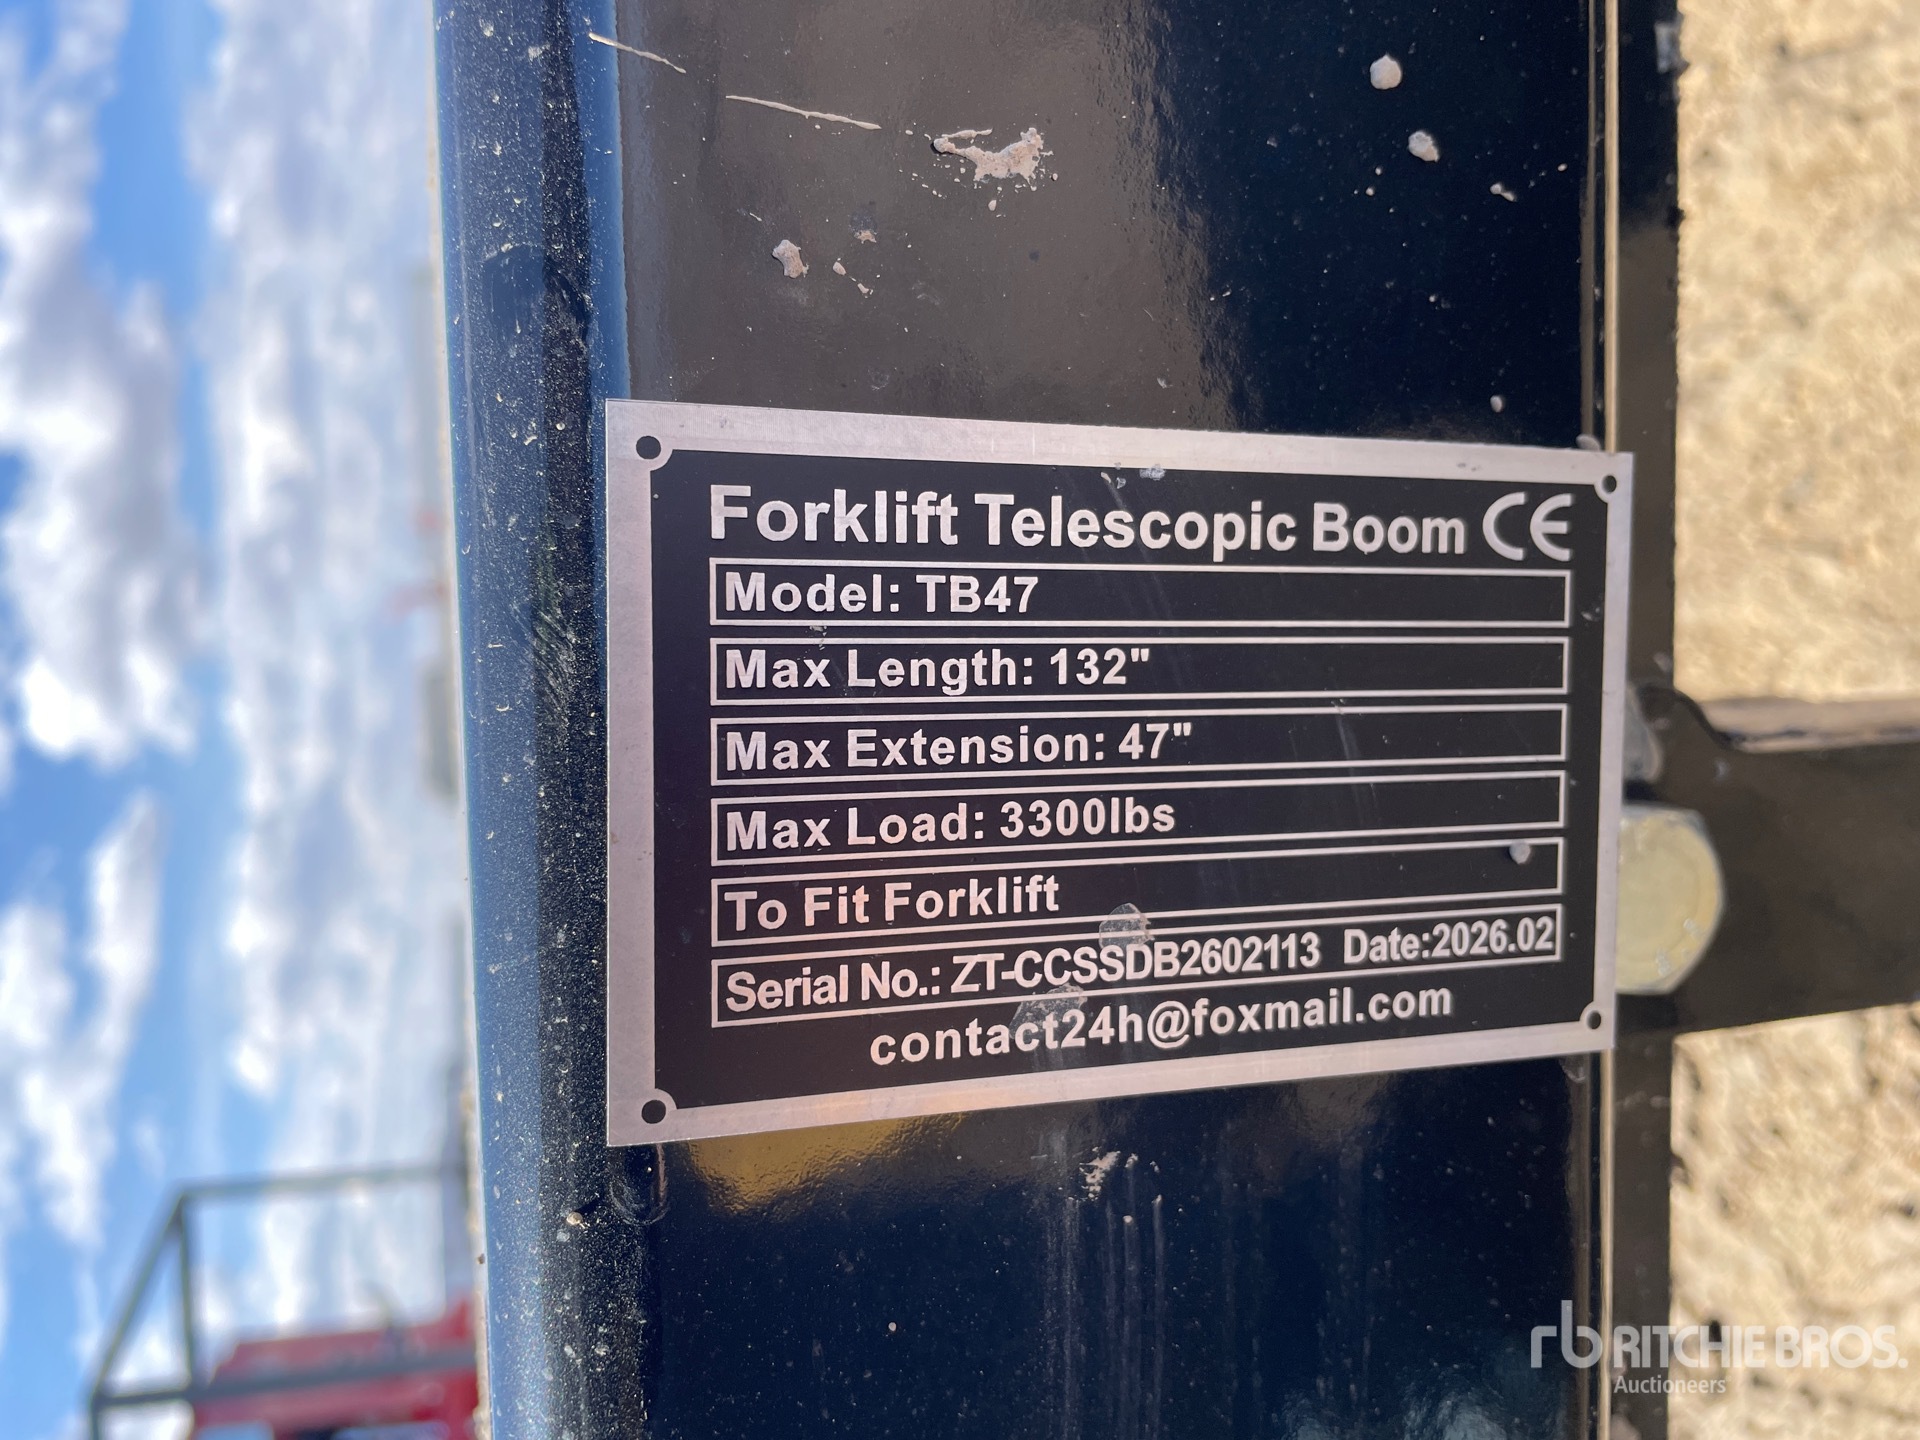 Forklift Telescopic Boom CE
Model: TB47
Max Length: 132"
Max Extension: 47"
Max Load: 3300lbs
To Fit Forklift
Serial No.: ZT-CCSSDB2602113 Date:2026.02
contact24h@foxmail.com
rb RITCHIE BROS.
Auctioneers